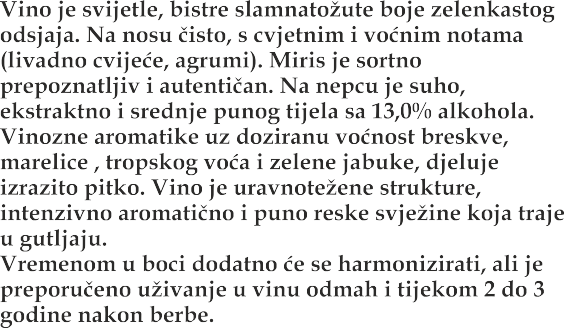 Vino je svijetle, bistre slamnatožute boje zelenkastog
odsjaja. Na nosu čisto, s cvjetnim i voćnim notama
(livadno cvijeće, agrumi). Miris je sortno
prepoznatljiv i autentičan. Na nepcu je suho,
ekstraktno i srednje punog tijela sa 13,0% alkohola.
Vinozne aromatike uz doziranu voćnost breskve,
marelice , tropskog voća i zelene jabuke, djeluje
izrazito pitko. Vino je uravnotežene strukture,
intenzivno aromatično i puno reske svježine koja traje
u gutljaju.
Vremenom u boci dodatno će se harmonizirati, ali je
preporučeno uživanje u vinu odmah i tijekom 2 do 3
godine nakon berbe.